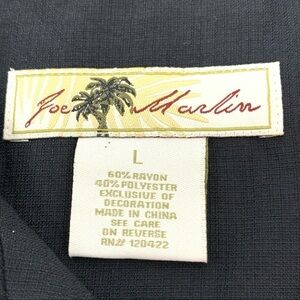 Joe Marlin
L
60% RAYON
40% POLYESTER
EXCLUSIVE OF
DECORATION
MADE IN CHINA
SEE CARE
ON REVERSE
RN# 120422